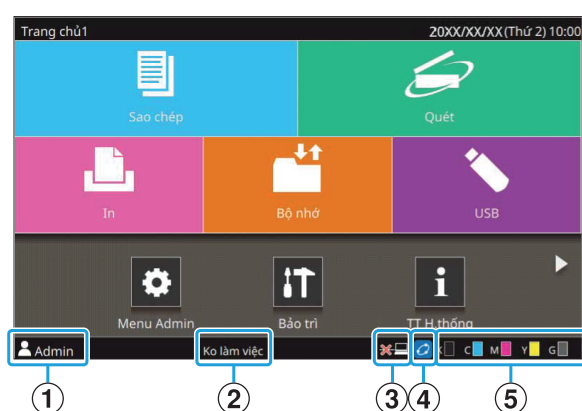 Trang chủ1 20XX/XX/XX(Thứ 2) 10:00
Sao chép Quét
In Bộ nhớ USB
Menu Admin Bảo trì TT H.thống
Admin Ko làm việc K C M Y G
1 2 3 4 5